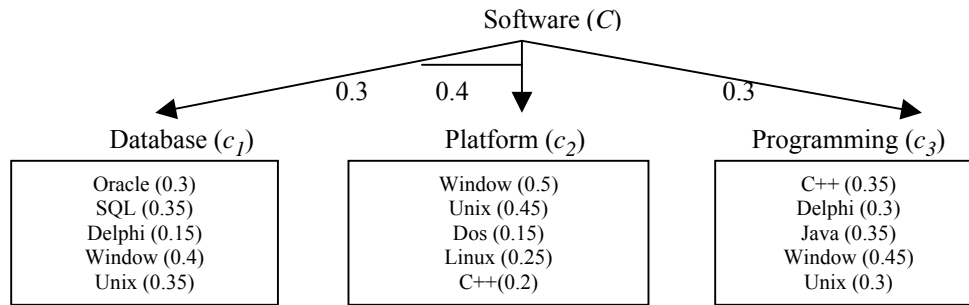 Software (C)
0.3
0.4
0.3
Database (c1)
Oracle (0.3)
SQL (0.35)
Delphi (0.15)
Window (0.4)
Unix (0.35)
Platform (c2)
Window (0.5)
Unix (0.45)
Dos (0.15)
Linux (0.25)
C++(0.2)
Programming (c3)
C++ (0.35)
Delphi (0.3)
Java (0.35)
Window (0.45)
Unix (0.3)